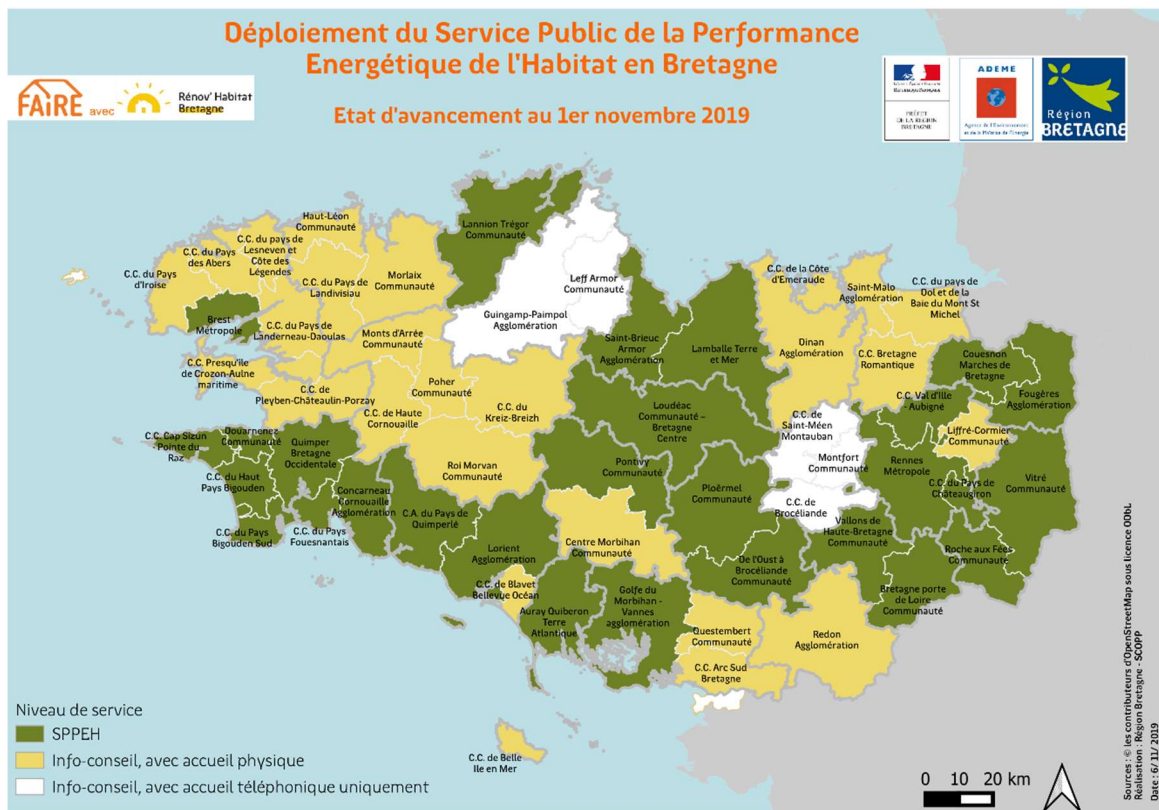 Déploiement du Service Public de la Performance
Energétique de l'Habitat en Bretagne
Etat d'avancement au 1er novembre 2019
FAiRE avec
Rénov' Habitat
Bretagne
PRÉFET
DE LA RÉGION
BRETAGNE
ADEME
Agence de l'Environnement
et de la Maîtrise de l'Energie
Région
BRETAGNE
Lannion Trégor
Communauté
Haut-Léon
Communauté
C.C. du pays de
Lesneven et
Côte des
Légendes
C.C. du Pays
des Abers
C.C. du Pays
d'Iroise
C.C. du Pays de
Landivisiau
Morlaix
Communauté
Leff Armor
Communauté
Guingamp-Paimpol
Agglomération
Brest
Métropole
C.C. du Pays de
Landerneau-Daoulas
Monts d'Arrée
Communauté
C.C. de la Côte
d'Emeraude
Saint-Malo
Agglomération
C.C. du pays de
Dol et de la
Baie du Mont St
Michel
Saint-Brieuc
Armor
Agglomération
Lamballe Terre
et Mer
Dinan
Agglomération
C.C. Bretagne
Romantique
Couesnon
Marches de
Bretagne
C.C. Presqu'île
de Crozon-Aulne
maritime
C.C. de
Pleyben-Châteaulin-Porzay
Poher
Communauté
C.C. du
Kreiz-Breizh
C.C. de Haute
Cornouaille
Loudéac
Communauté –
Bretagne
Centre
C.C. Val d'Ille
- Aubigné
Fougères
Agglomération
C.C. de
Saint-Méen
Montauban
Liffré-Cormier
Communauté
C.C. Cap Sizun
- Pointe du
Raz
Douarnenez
Communauté
Quimper
Bretagne
Occidentale
Roi Morvan
Communauté
Pontivy
Communauté
Ploërmel
Communauté
Montfort
Communauté
Rennes
Métropole
C.C. du Pays de
Châteaugiron
Vitré
Communauté
C.C. du Haut
Pays Bigouden
Concarneau
Cornouaille
Agglomération
C.A. du Pays de
Quimperlé
C.C. de
Brocéliande
C.C. du Pays
Bigouden Sud
C.C. du Pays
Fouesnantais
Lorient
Agglomération
Centre Morbihan
Communauté
Vallons de
Haute-Bretagne
Communauté
Roche aux Fées
Communauté
De l'Oust à
Brocéliande
Communauté
C.C. de Blavet
Bellevue Océan
Golfe du
Morbihan -
Vannes
agglomération
Bretagne porte
de Loire
Communauté
Auray Quiberon
Terre
Atlantique
Questembert
Communauté
Redon
Agglomération
C.C. Arc Sud
Bretagne
C.C. de Belle
Ile en Mer
Niveau de service
SPPEH
Info-conseil, avec accueil physique
Info-conseil, avec accueil téléphonique uniquement
0 10 20 km
Sources : © les contributeurs d'OpenStreetMap sous licence ODbL.
Réalisation : Région Bretagne - SCOPP
Date : 6/ 11/ 2019